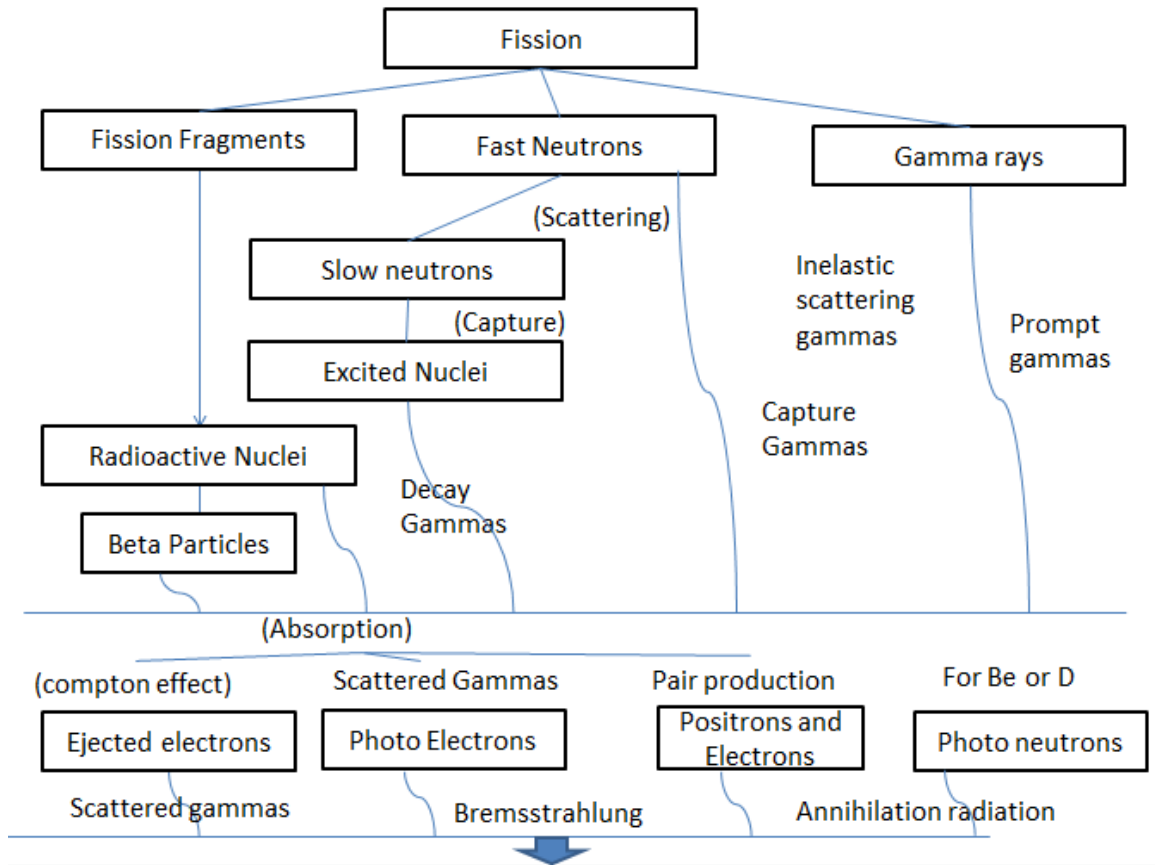 Fission
Fission Fragments
Fast Neutrons
Gamma rays
(Scattering)
Slow neutrons
Inelastic
scattering
gammas
(Capture)
Prompt
gammas
Excited Nuclei
Capture
Gammas
Radioactive Nuclei
Decay
Gammas
Beta Particles
(Absorption)
(compton effect)
Scattered Gammas
Pair production
For Be or D
Ejected electrons
Photo Electrons
Positrons and
Electrons
Photo neutrons
Scattered gammas
Bremsstrahlung
Annihilation radiation